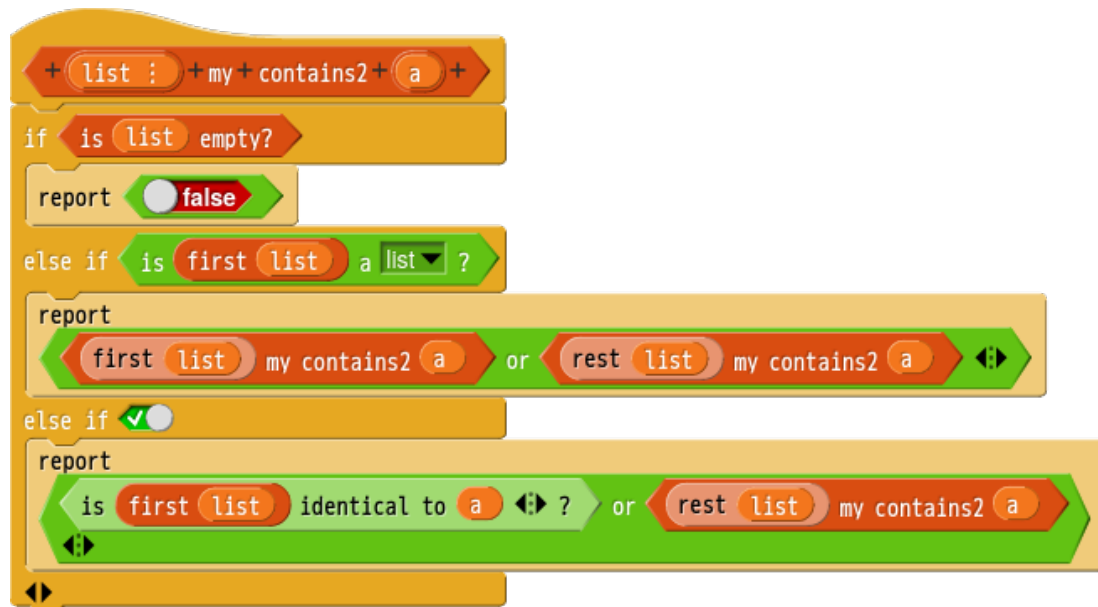 + list ⋮ + my + contains2 + a +
if is list empty?
report false
else if is first list a list ?
report
first list my contains2 a or rest list my contains2 a
else if
report
is first list identical to a ? or rest list my contains2 a